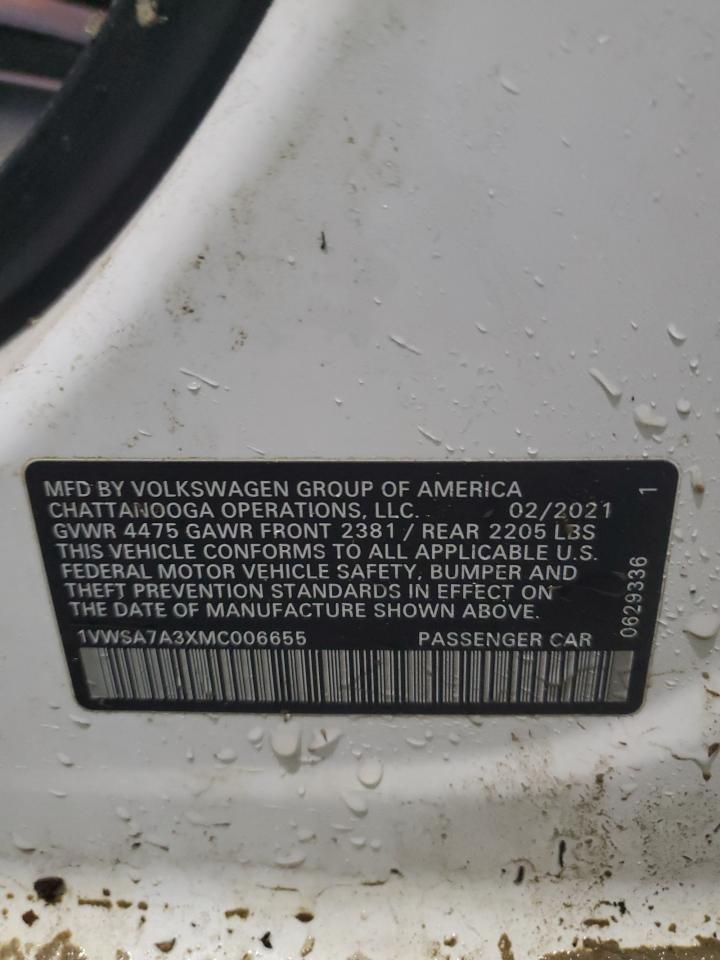 MFD BY VOLKSWAGEN GROUP OF AMERICA
CHATTANOOGA OPERATIONS, LLC. 02/2021
GVWR 4475 GAWR FRONT 2381 / REAR 2205 LBS
THIS VEHICLE CONFORMS TO ALL APPLICABLE U.S.
FEDERAL MOTOR VEHICLE SAFETY, BUMPER AND
THEFT PREVENTION STANDARDS IN EFFECT ON
THE DATE OF MANUFACTURE SHOWN ABOVE.
1VWSA7A3XMC006655 PASSENGER CAR
0629336 1